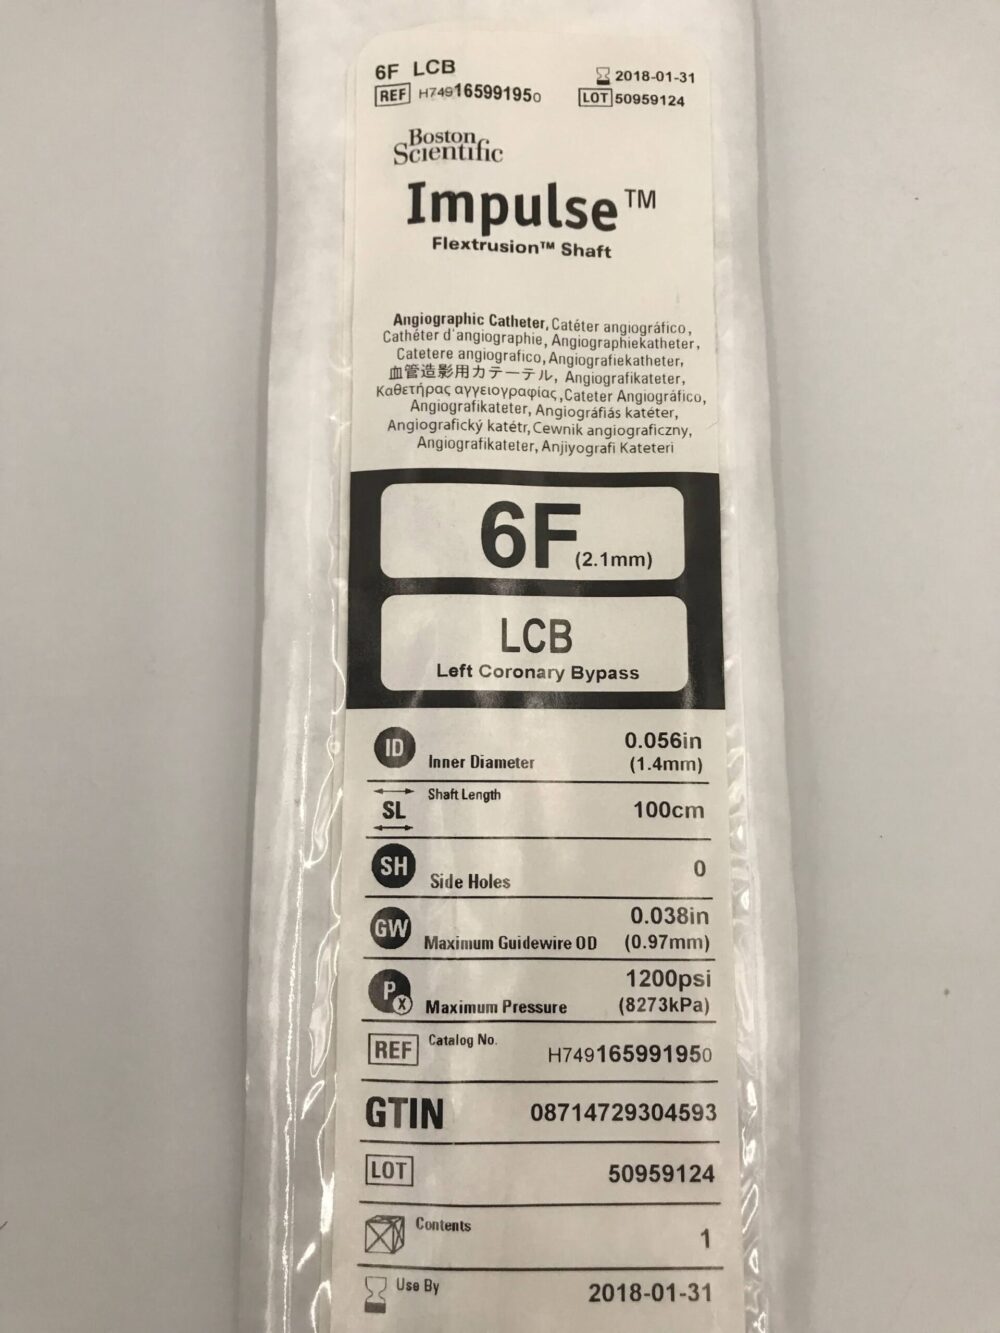 6F LCB
2018-01-31
REF H749165991950
LOT 50959124
Boston
Scientific
Impulse™
Flextrusion™ Shaft
Angiographic Catheter, Catéter angiográfico,
Cathéter d'angiographie, Angiographiekatheter,
Catetere angiografico, Angiografiekatheter,
血管造影用カテーテル, Angiografikateter,
Καθετήρας αγγειογραφίας, Cateter Angiográfico,
Angiografikateter, Angiográfiás katéter,
Angiografický katétr, Cewnik angiograficzny,
Angiografikateter, Anjiyografi Kateteri
6F (2.1mm)
LCB
Left Coronary Bypass
ID Inner Diameter 0.056in
(1.4mm)
SL Shaft Length 100cm
SH Side Holes 0
GW Maximum Guidewire OD 0.038in
(0.97mm)
PX Maximum Pressure 1200psi
(8273kPa)
REF Catalog No. H749165991950
GTIN 08714729304593
LOT 50959124
Contents 1
Use By 2018-01-31